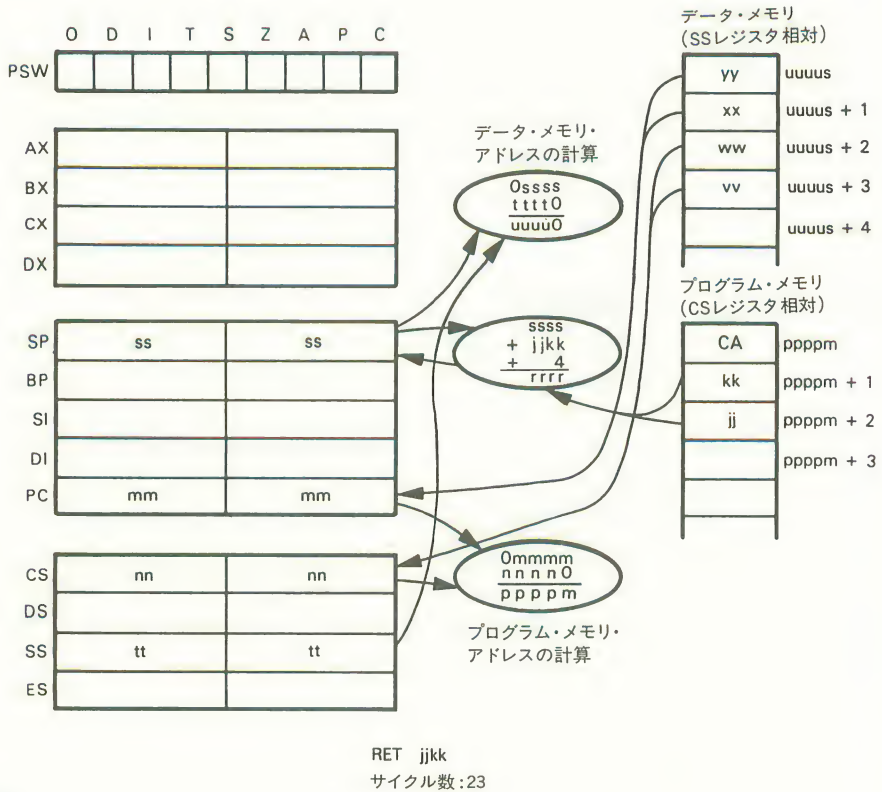 O D I T S Z A P C
PSW
AX
BX
CX
DX
SP ss ss
BP
SI
DI
PC mm mm
CS nn nn
DS
SS tt tt
ES
データ・メモリ・
アドレスの計算
0ssss
tttt0
uuuu0
ssss
+ jjkk
+ 4
rrrr
0mmmm
nnnn0
ppppm
プログラム・メモリ・
アドレスの計算
データ・メモリ
(SSレジスタ相対)
yy uuuus
xx uuuus + 1
ww uuuus + 2
vv uuuus + 3
uuuus + 4
プログラム・メモリ
(CSレジスタ相対)
CA ppppm
kk ppppm + 1
jj ppppm + 2
ppppm + 3
RET jjkk
サイクル数:23